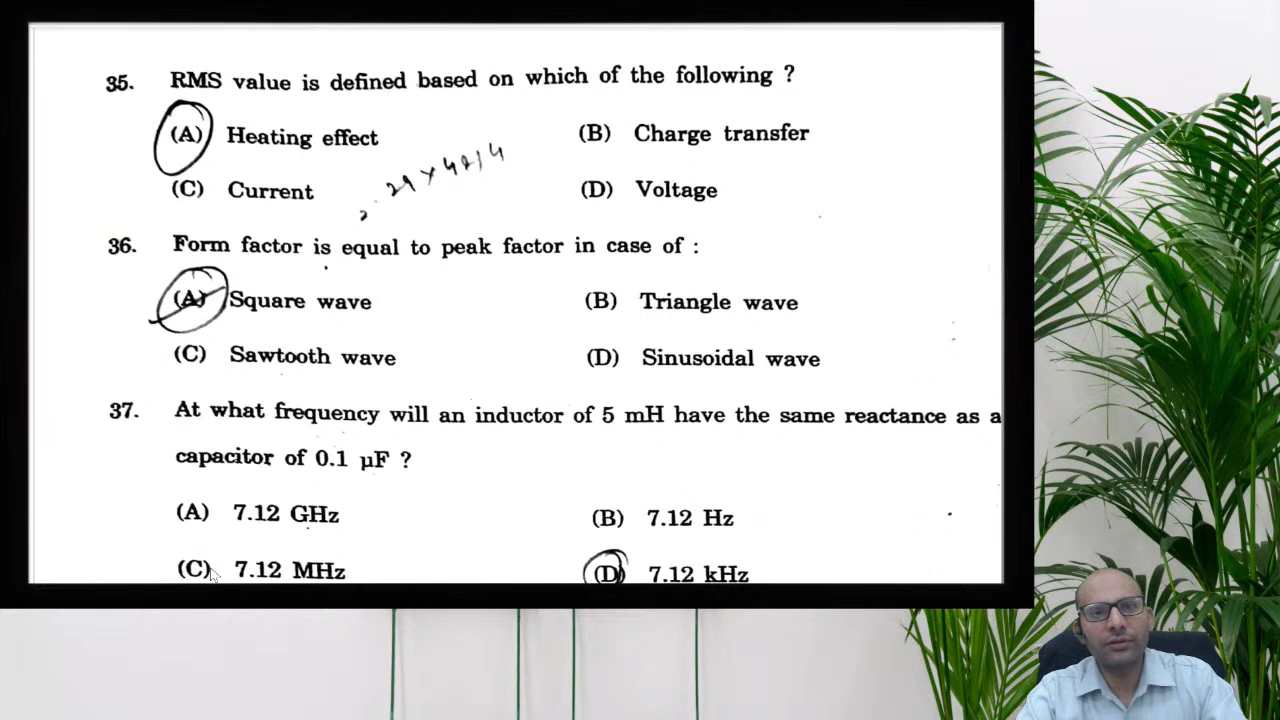 35. RMS value is defined based on which of the following ?
(A) Heating effect (B) Charge transfer
(C) Current (D) Voltage
36. Form factor is equal to peak factor in case of :
(A) Square wave (B) Triangle wave
(C) Sawtooth wave (D) Sinusoidal wave
37. At what frequency will an inductor of 5 mH have the same reactance as a
capacitor of 0.1 µF ?
(A) 7.12 GHz (B) 7.12 Hz
(C) 7.12 MHz (D) 7.12 kHz